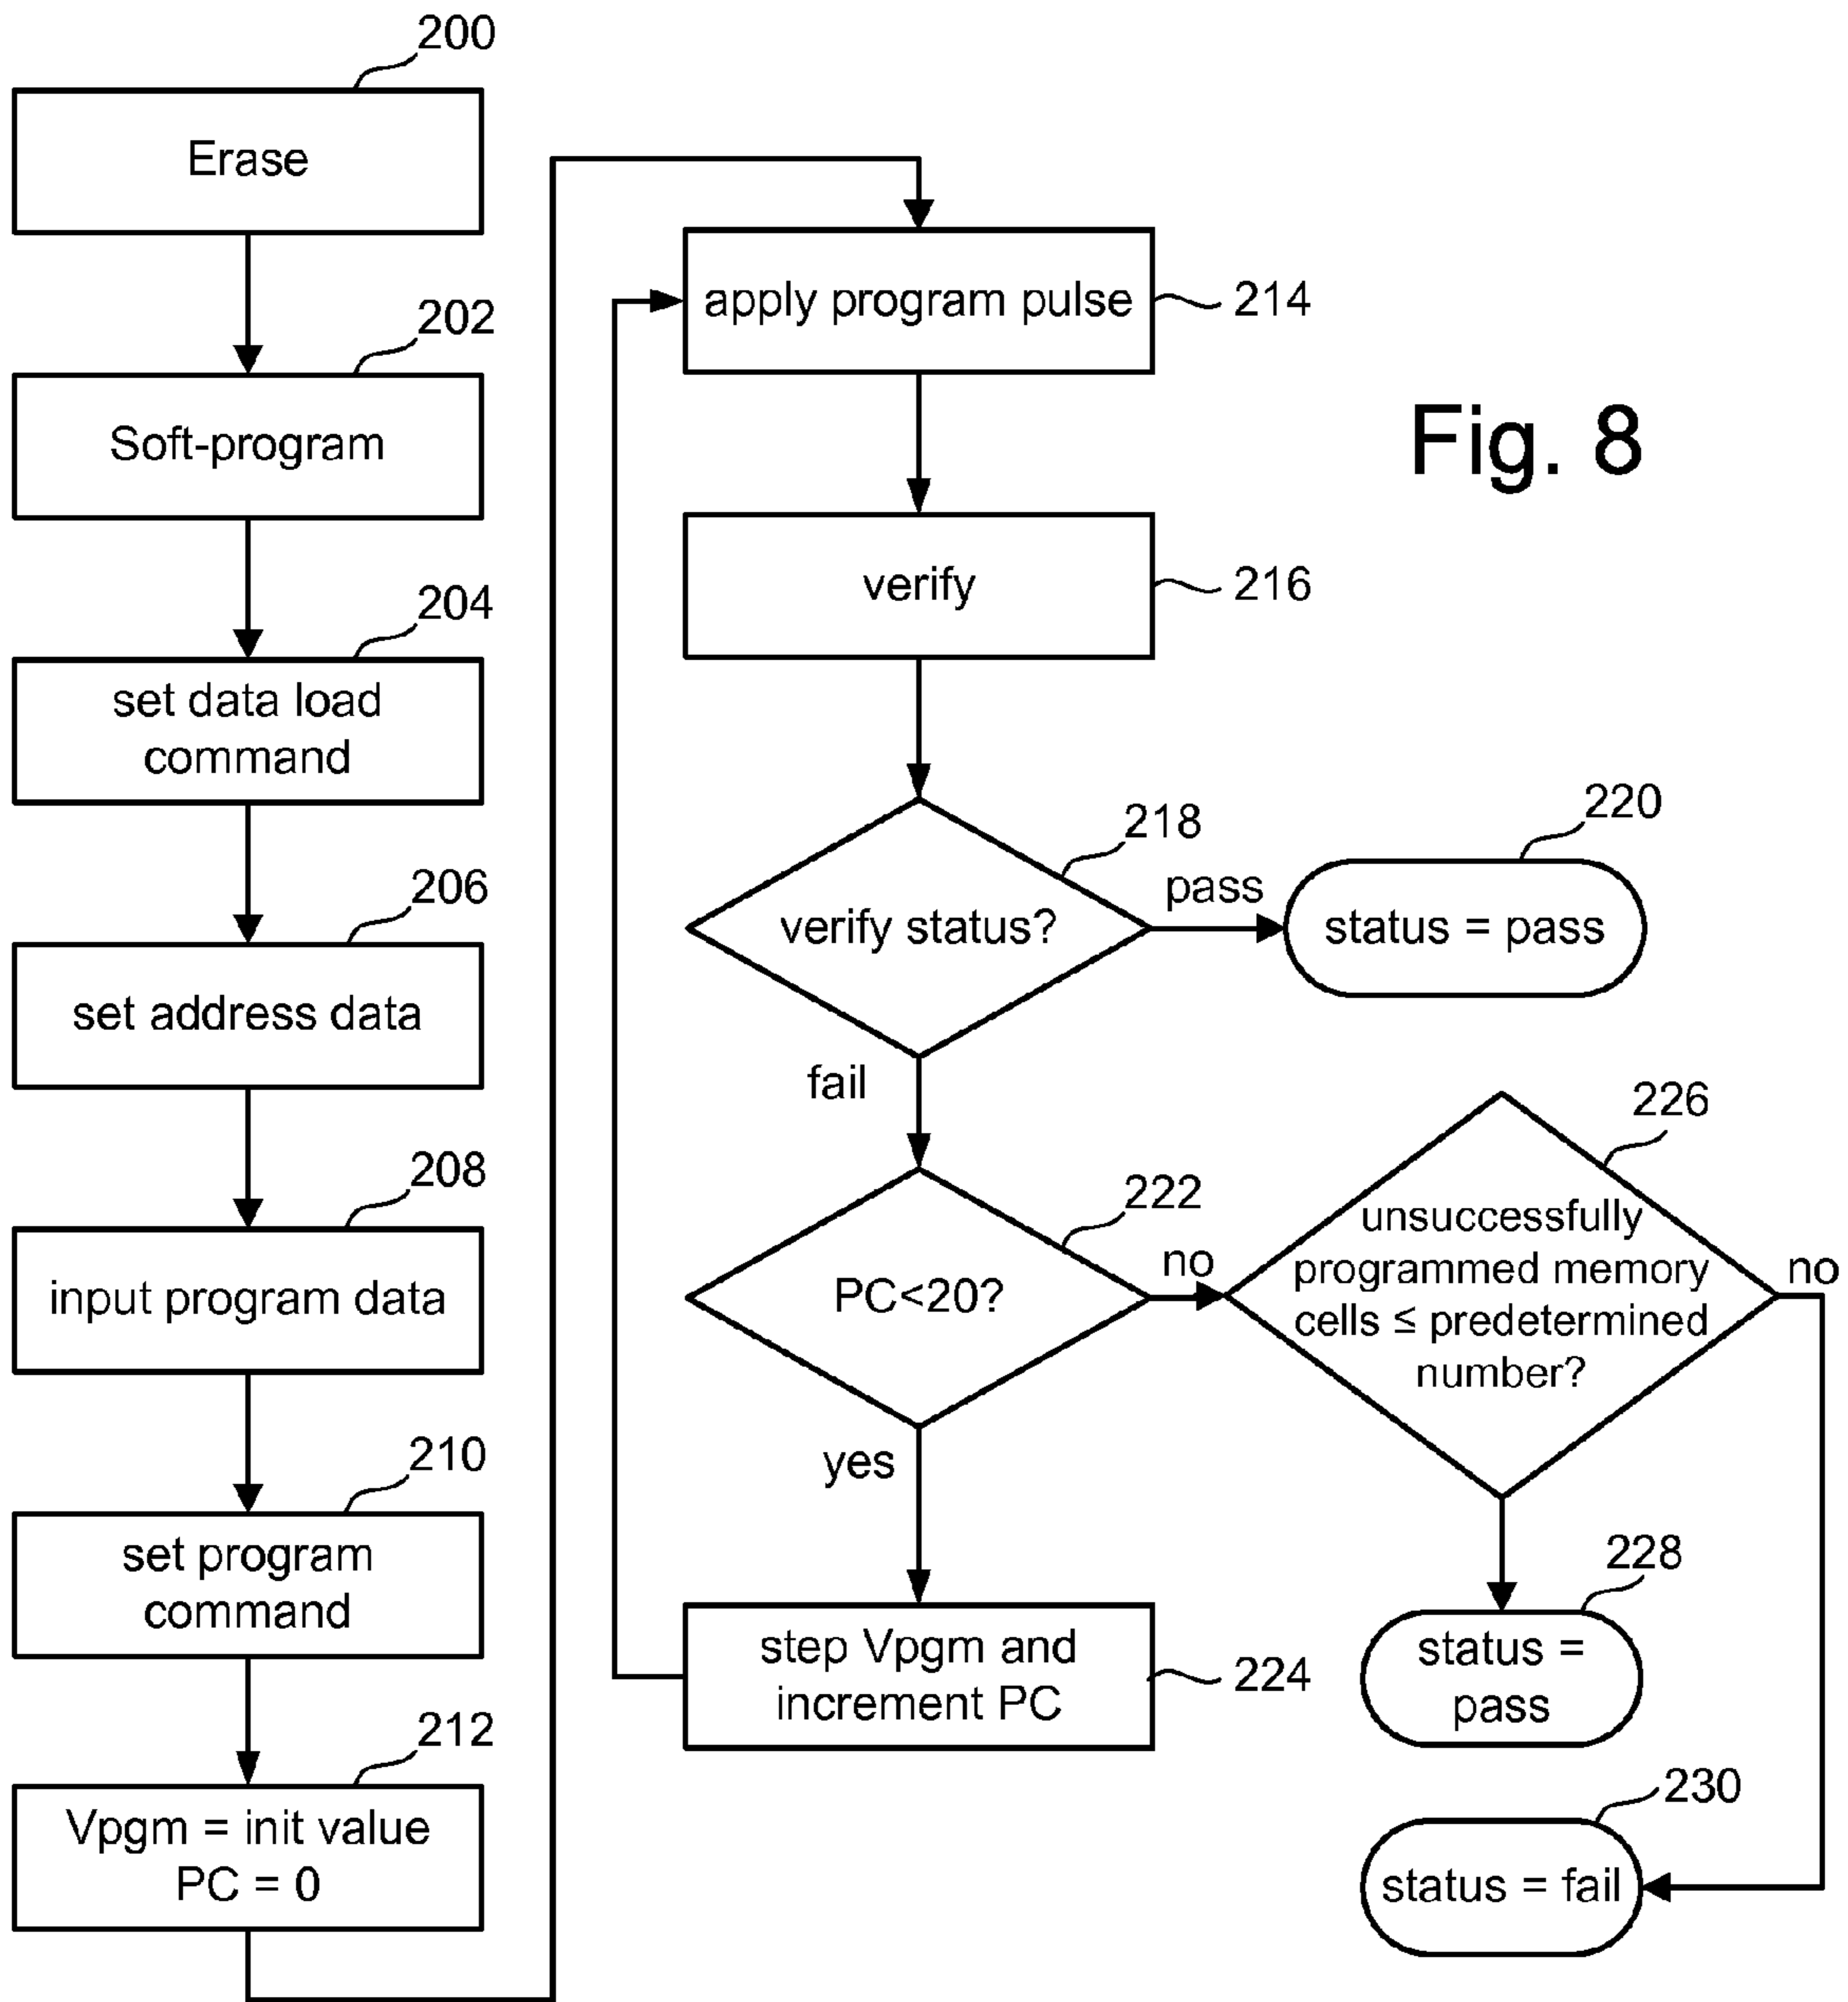 200
Erase
202
Soft-program
204
set data load
command
206
set address data
208
input program data
210
set program
command
212
Vpgm = init value
PC = 0
apply program pulse
214
verify
216
218
verify status?
pass
220
status = pass
fail
222
PC<20?
no
226
unsuccessfully
programmed memory
cells ≤ predetermined
number?
no
yes
step Vpgm and
increment PC
224
228
status =
pass
230
status = fail
Fig. 8